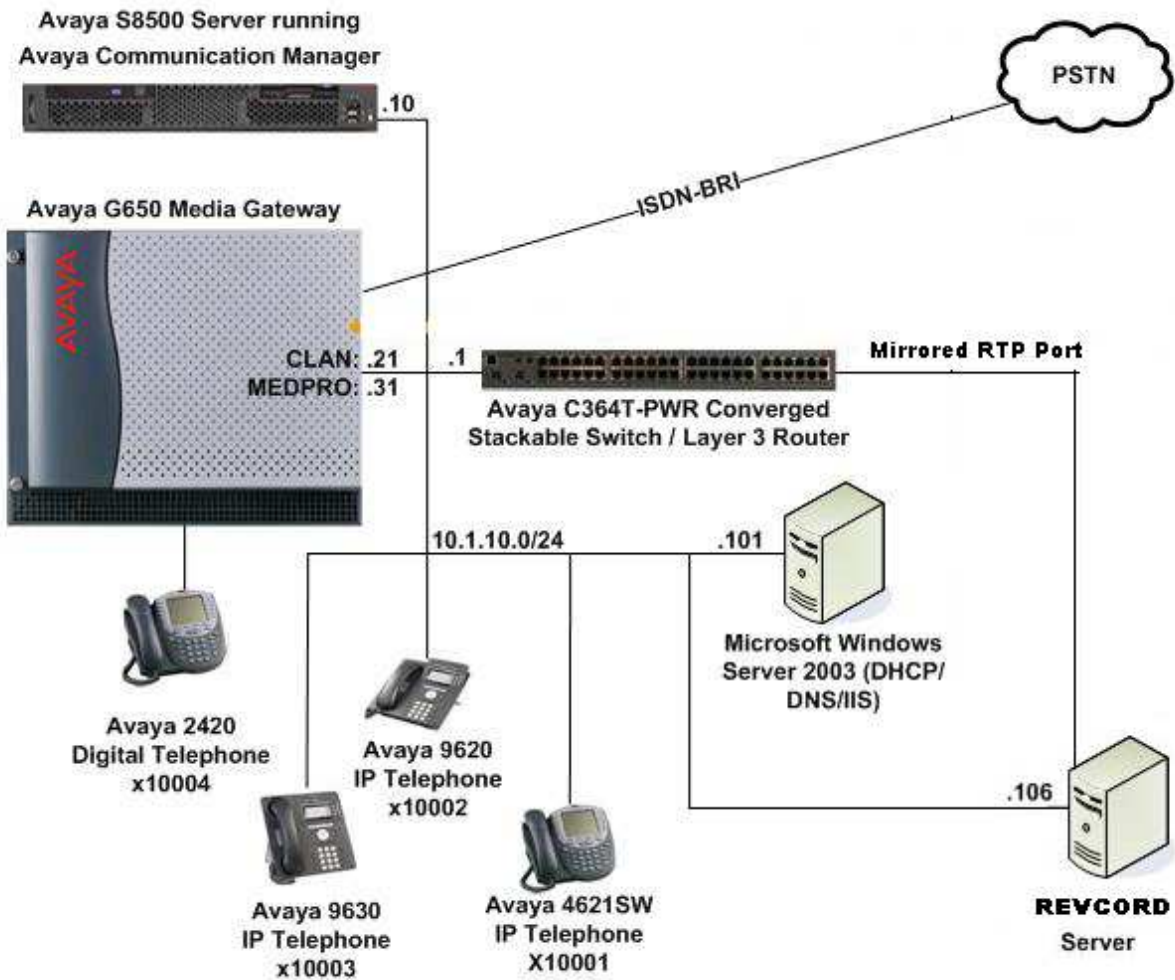 Avaya S8500 Server running
Avaya Communication Manager
.10
PSTN
ISDN-BRI
Avaya G650 Media Gateway
AVAYA
CLAN: .21
MEDPRO: .31
.1
Mirrored RTP Port
Avaya C364T-PWR Converged
Stackable Switch / Layer 3 Router
10.1.10.0/24
.101
Microsoft Windows
Server 2003 (DHCP/
DNS/IIS)
Avaya 2420
Digital Telephone
x10004
Avaya 9620
IP Telephone
x10002
.106
Avaya 9630
IP Telephone
x10003
Avaya 4621SW
IP Telephone
X10001
REVCORD
Server